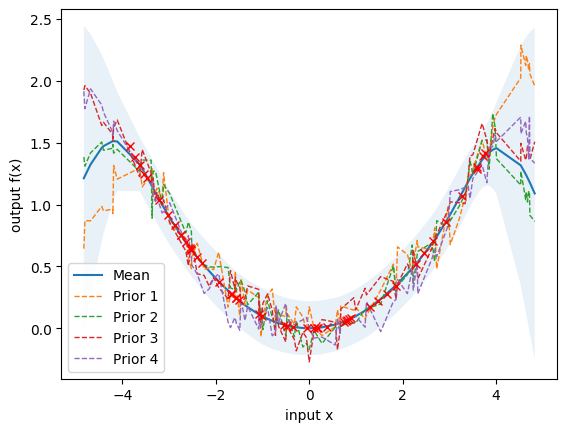 2.5
2.0
1.5
1.0
0.5
0.0
output f(x)
Mean
Prior 1
Prior 2
Prior 3
Prior 4
−4
−2
0
2
4
input x